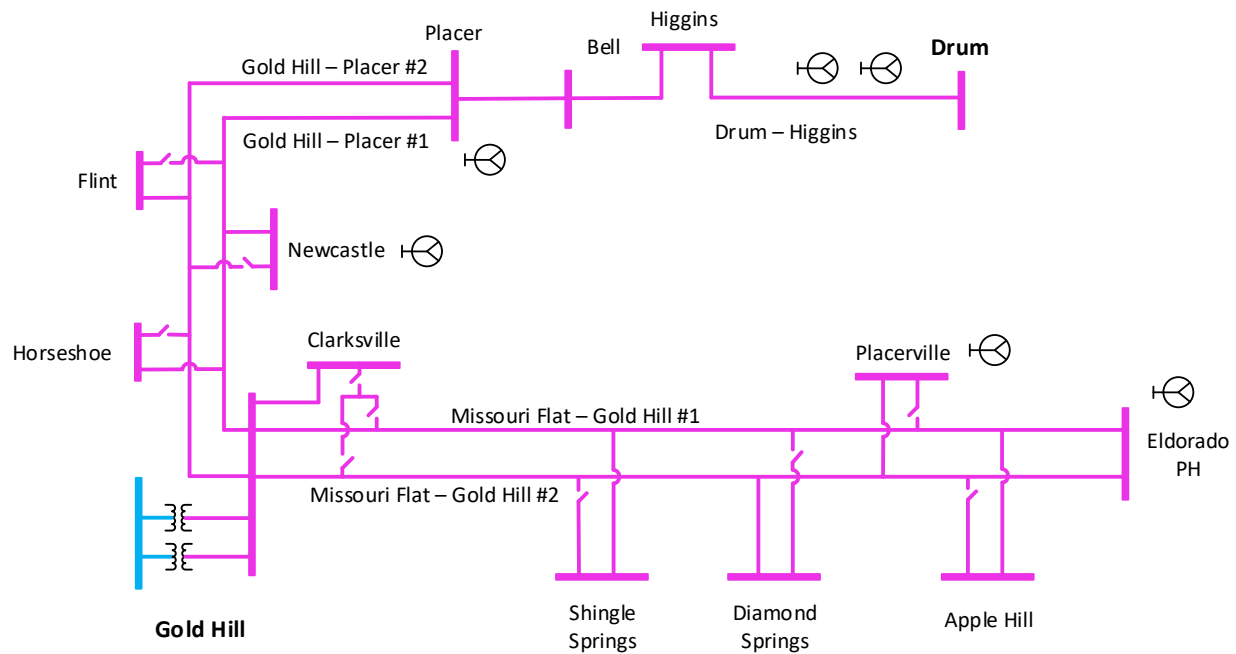 Higgins
Placer
Bell
Drum
Gold Hill – Placer #2
Gold Hill – Placer #1
Drum – Higgins
Flint
Newcastle
Horseshoe
Clarksville
Placerville
Missouri Flat – Gold Hill #1
Eldorado
PH
Missouri Flat – Gold Hill #2
Gold Hill
Shingle
Springs
Diamond
Springs
Apple Hill